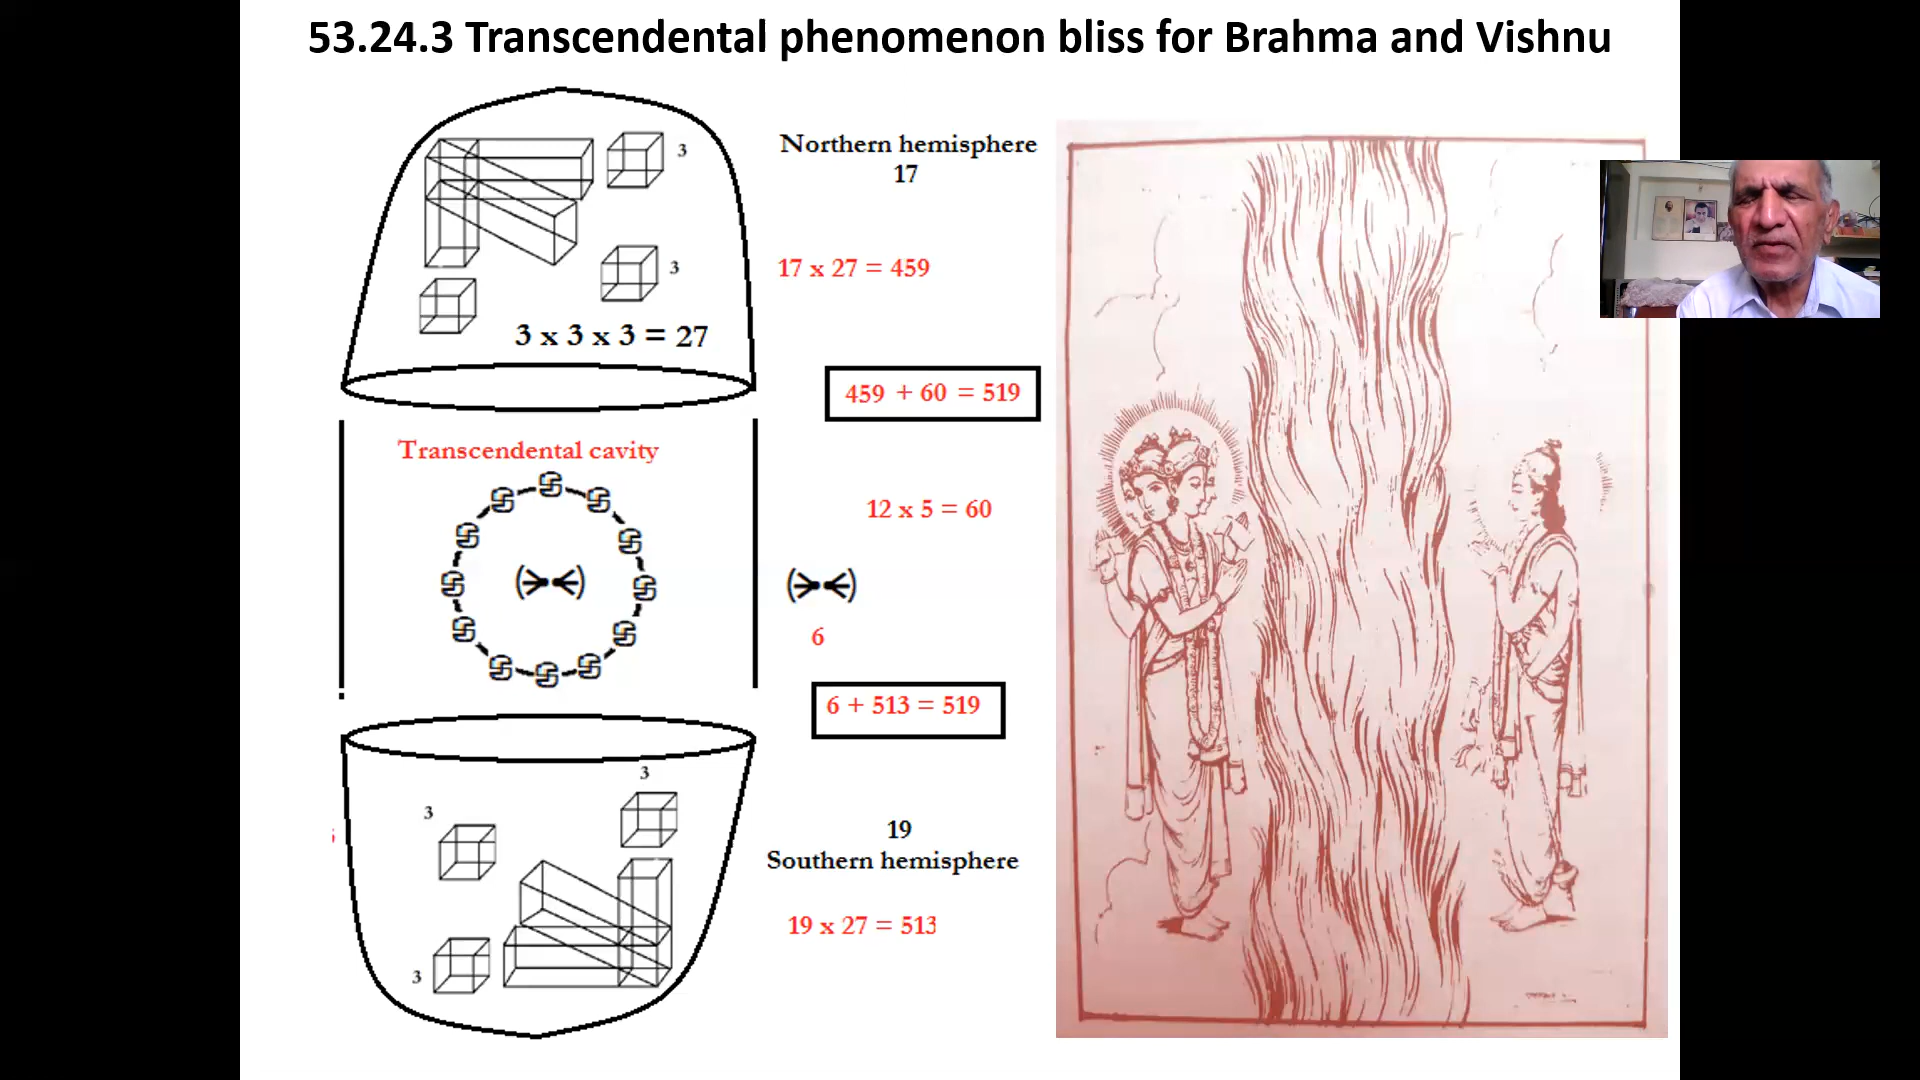 53.24.3 Transcendental phenomenon bliss for Brahma and Vishnu
3
3
3 x 3 x 3 = 27
Northern hemisphere
17
17 x 27 = 459
459 + 60 = 519
Transcendental cavity
12 x 5 = 60
6
6 + 513 = 519
3
3
3
19
Southern hemisphere
19 x 27 = 513